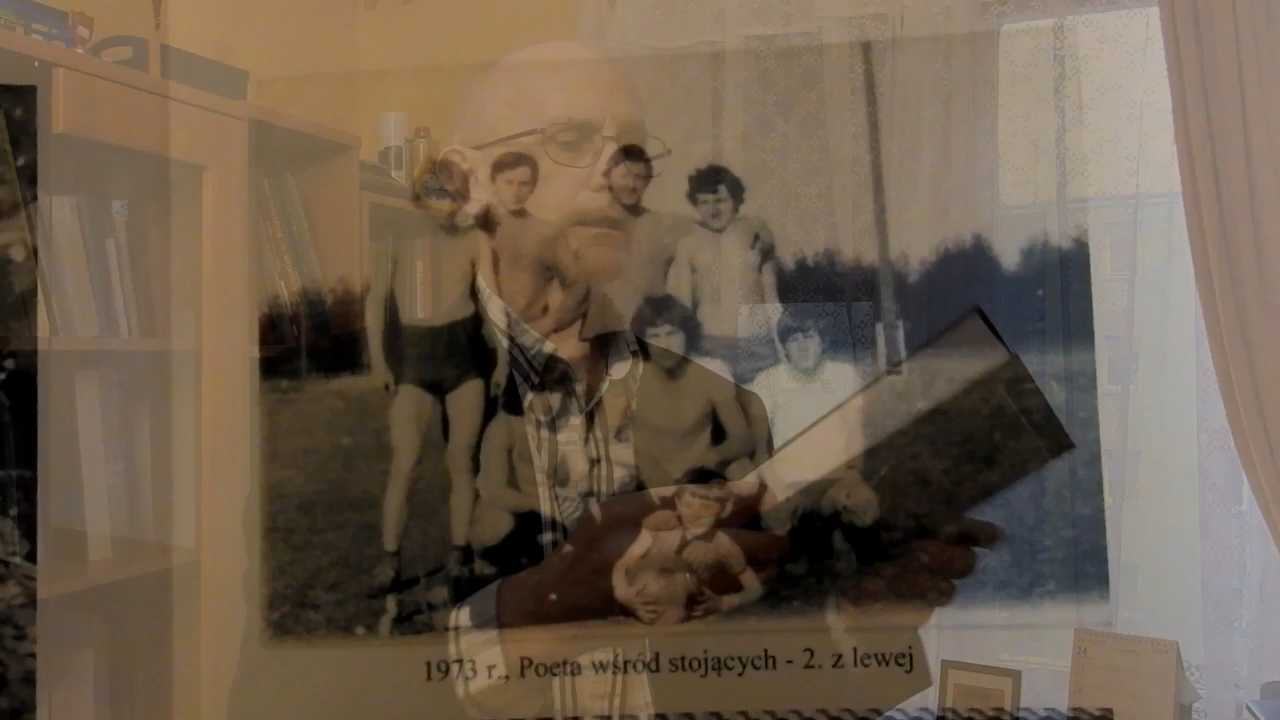 1973 r., Poeta wśród stojących - 2. z lewej